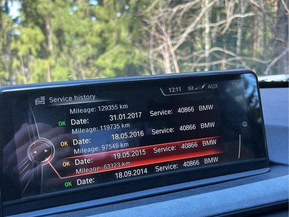 13:11 AUX
Service history
Mileage: 129355 km
OK Date: 31.01.2017 Service: 40866 BMW
Mileage: 119735 km
OK Date: 18.05.2016 Service: 40866 BMW
Mileage: 97549 km
OK Date: 19.05.2015 Service: 40866 BMW
Mileage: 63323 km
OK Date: 18.09.2014 Service: 40866 BMW